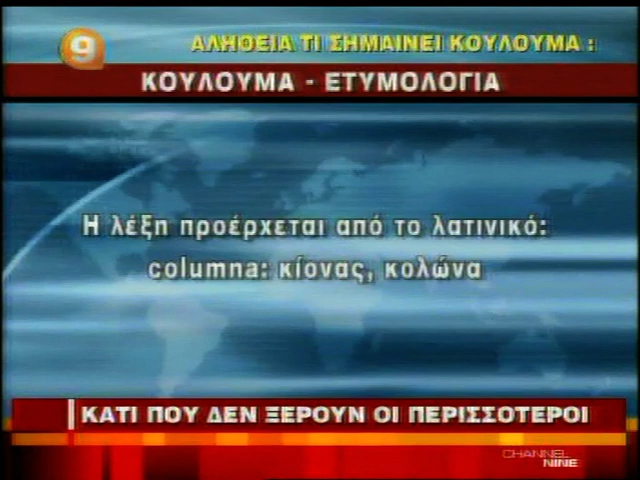 9
ΑΛΗΘΕΙΑ ΤΙ ΣΗΜΑΙΝΕΙ ΚΟΥΛΟΥΜΑ :
ΚΟΥΛΟΥΜΑ - ΕΤΥΜΟΛΟΓΙΑ
Η λέξη προέρχεται από το λατινικό:
columna: κίονας, κολώνα
ΚΑΤΙ ΠΟΥ ΔΕΝ ΞΕΡΟΥΝ ΟΙ ΠΕΡΙΣΣΟΤΕΡΟΙ
CHANNEL
NINE